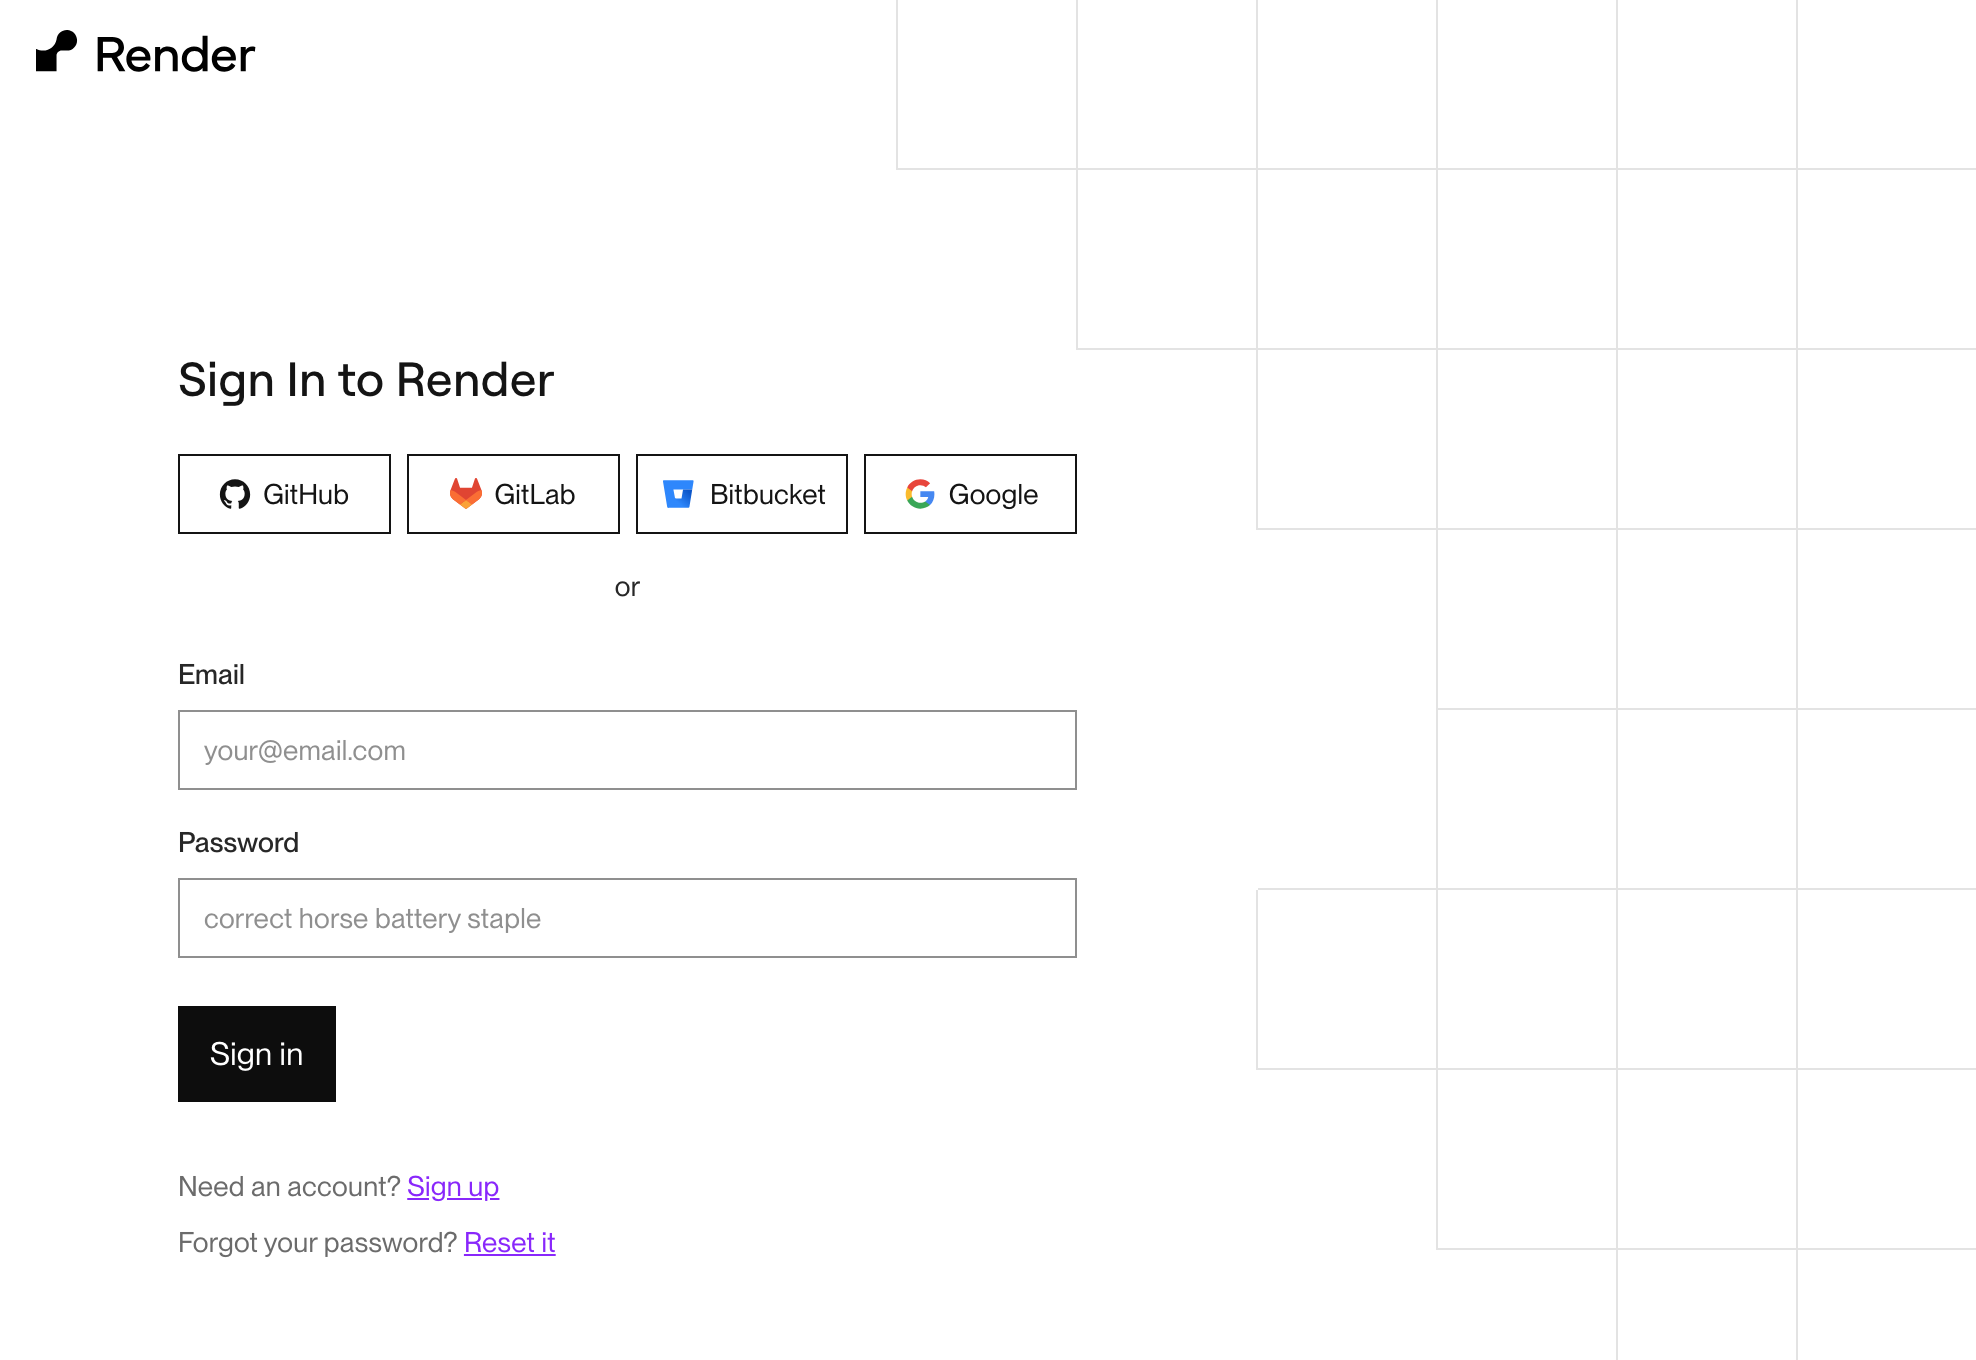 Render
Sign In to Render
GitHub GitLab Bitbucket Google
or
Email
your@email.com
Password
correct horse battery staple
Sign in
Need an account? Sign up
Forgot your password? Reset it